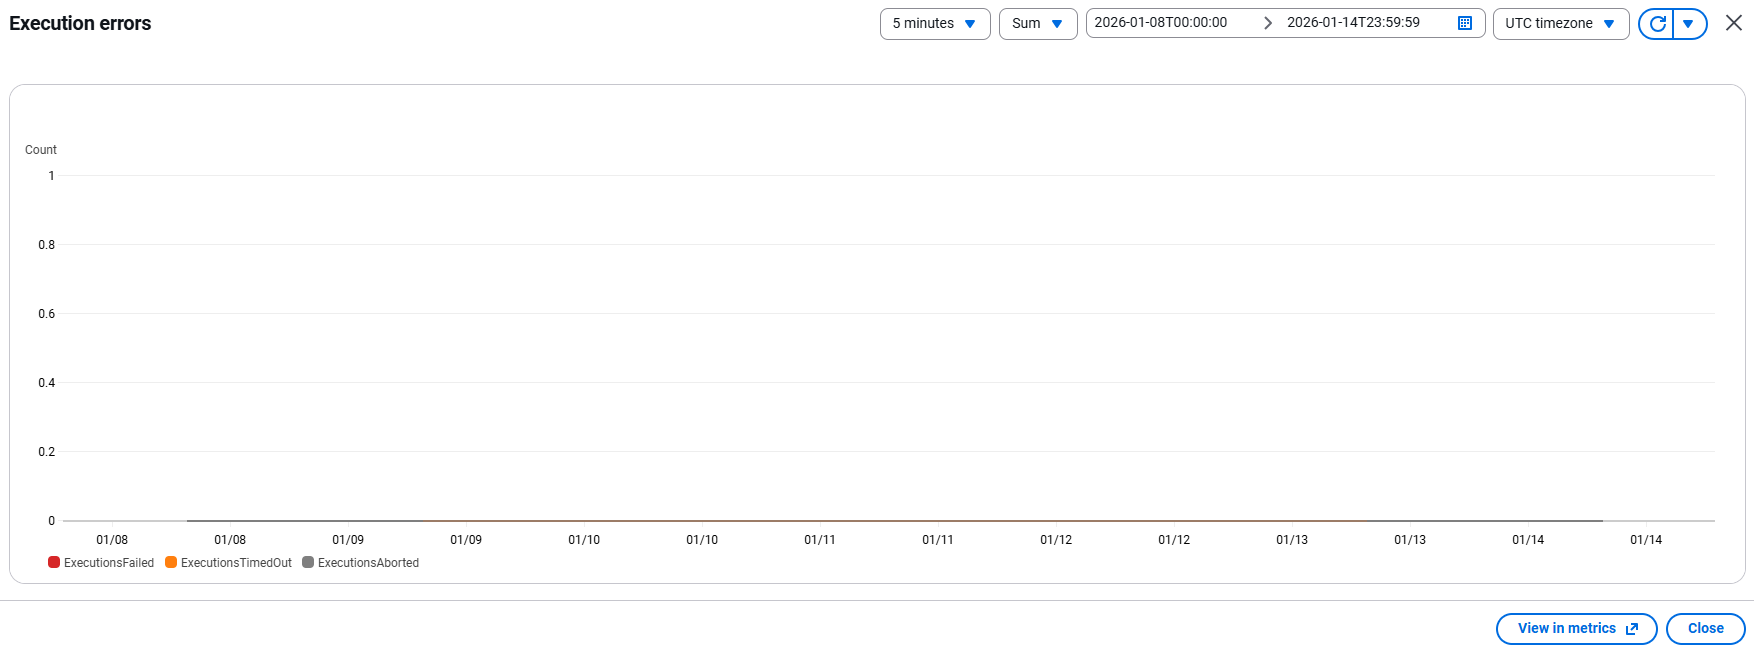 Execution errors
5 minutes
Sum
2026-01-08T00:00:00
2026-01-14T23:59:59
UTC timezone
Count
1
0.8
0.6
0.4
0.2
0
01/08 01/08 01/09 01/09 01/10 01/10 01/11 01/11 01/12 01/12 01/13 01/13 01/14 01/14
ExecutionsFailed ExecutionsTimedOut ExecutionsAborted
View in metrics
Close